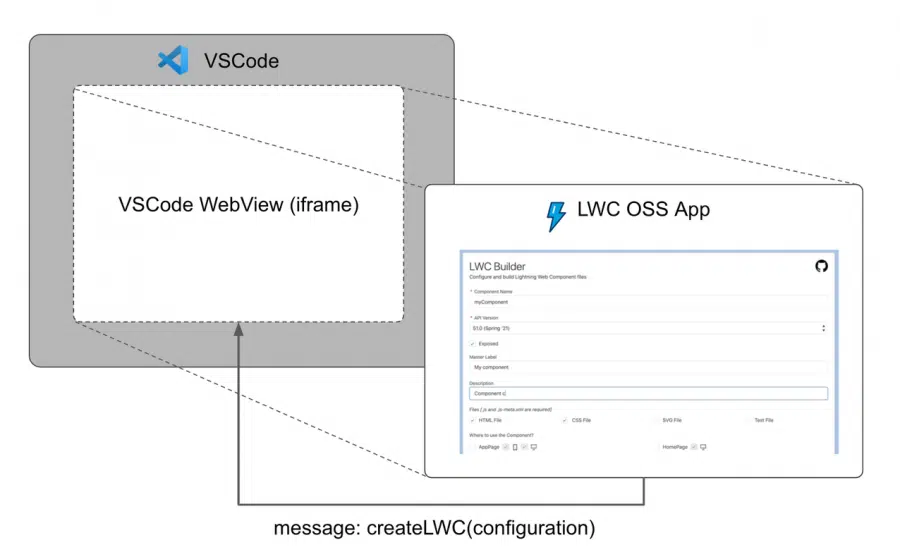 VSCode
VSCode WebView (iframe)
LWC OSS App
LWC Builder
Configure and build Lightning Web Component files
* Component Name
myComponent
* API Version
51.0 (Spring '21)
Exposed
Master Label
My component
Description
Component c
Files [.js and .js-meta.xml are required]
HTML File CSS File SVG File Test File
Where to use the Component?
AppPage HomePage
message: createLWC(configuration)